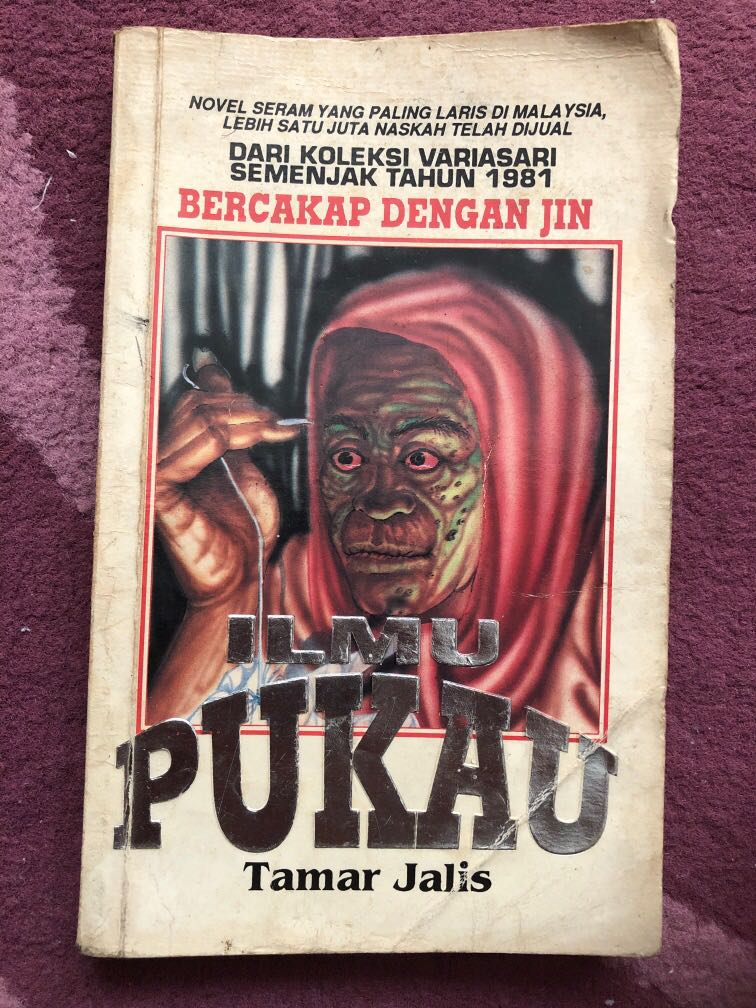 NOVEL SERAM YANG PALING LARIS DI MALAYSIA,
LEBIH SATU JUTA NASKAH TELAH DIJUAL
DARI KOLEKSI VARIASARI
SEMENJAK TAHUN 1981
BERCAKAP DENGAN JIN
ILMU
PUKAU
Tamar Jalis